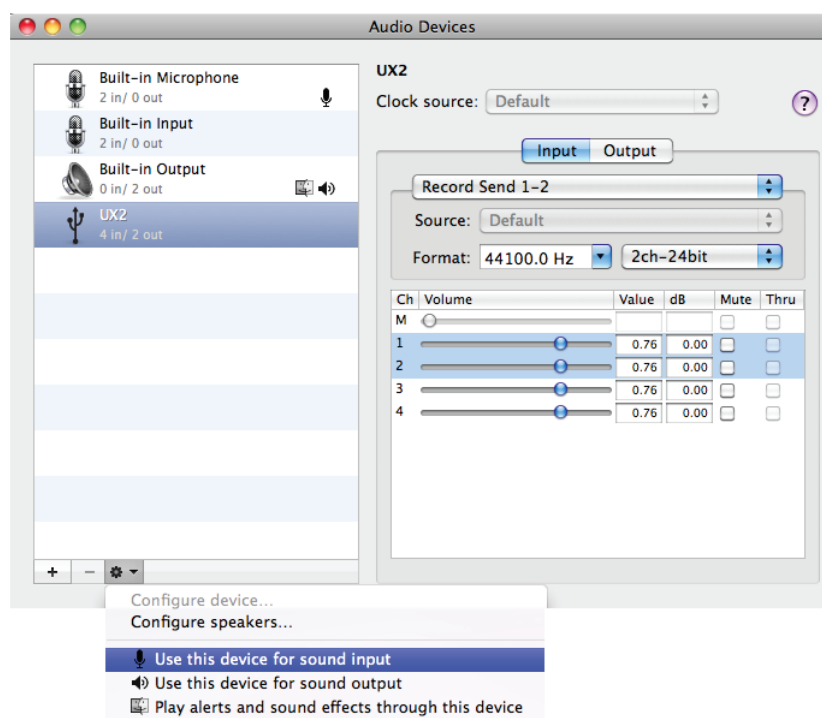 Audio Devices
Built-in Microphone
2 in/ 0 out
Built-in Input
2 in/ 0 out
Built-in Output
0 in/ 2 out
UX2
4 in/ 2 out
UX2
Clock source: Default
?
Input Output
Record Send 1-2
Source: Default
Format: 44100.0 Hz 2ch-24bit
Ch Volume Value dB Mute Thru
M
1 0.76 0.00
2 0.76 0.00
3 0.76 0.00
4 0.76 0.00
+ −
Configure device...
Configure speakers...
Use this device for sound input
Use this device for sound output
Play alerts and sound effects through this device